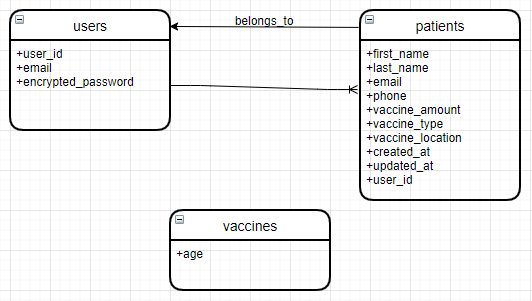 users
+user_id
+email
+encrypted_password
belongs_to
patients
+first_name
+last_name
+email
+phone
+vaccine_amount
+vaccine_type
+vaccine_location
+created_at
+updated_at
+user_id
vaccines
+age